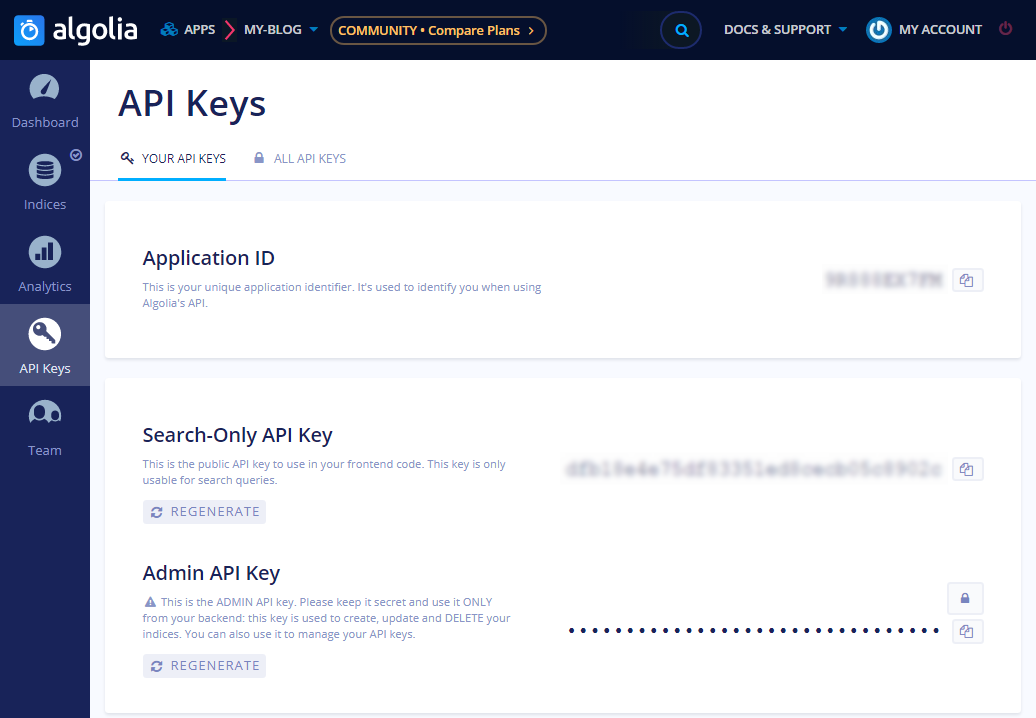 algolia
APPS
MY-BLOG
COMMUNITY • Compare Plans
DOCS & SUPPORT
MY ACCOUNT
Dashboard
Indices
Analytics
API Keys
Team
API Keys
YOUR API KEYS
ALL API KEYS
Application ID
This is your unique application identifier. It's used to identify you when using
Algolia's API.
Search-Only API Key
This is the public API key to use in your frontend code. This key is only
usable for search queries.
REGENERATE
Admin API Key
This is the ADMIN API key. Please keep it secret and use it ONLY
from your backend: this key is used to create, update and DELETE your
indices. You can also use it to manage your API keys.
REGENERATE